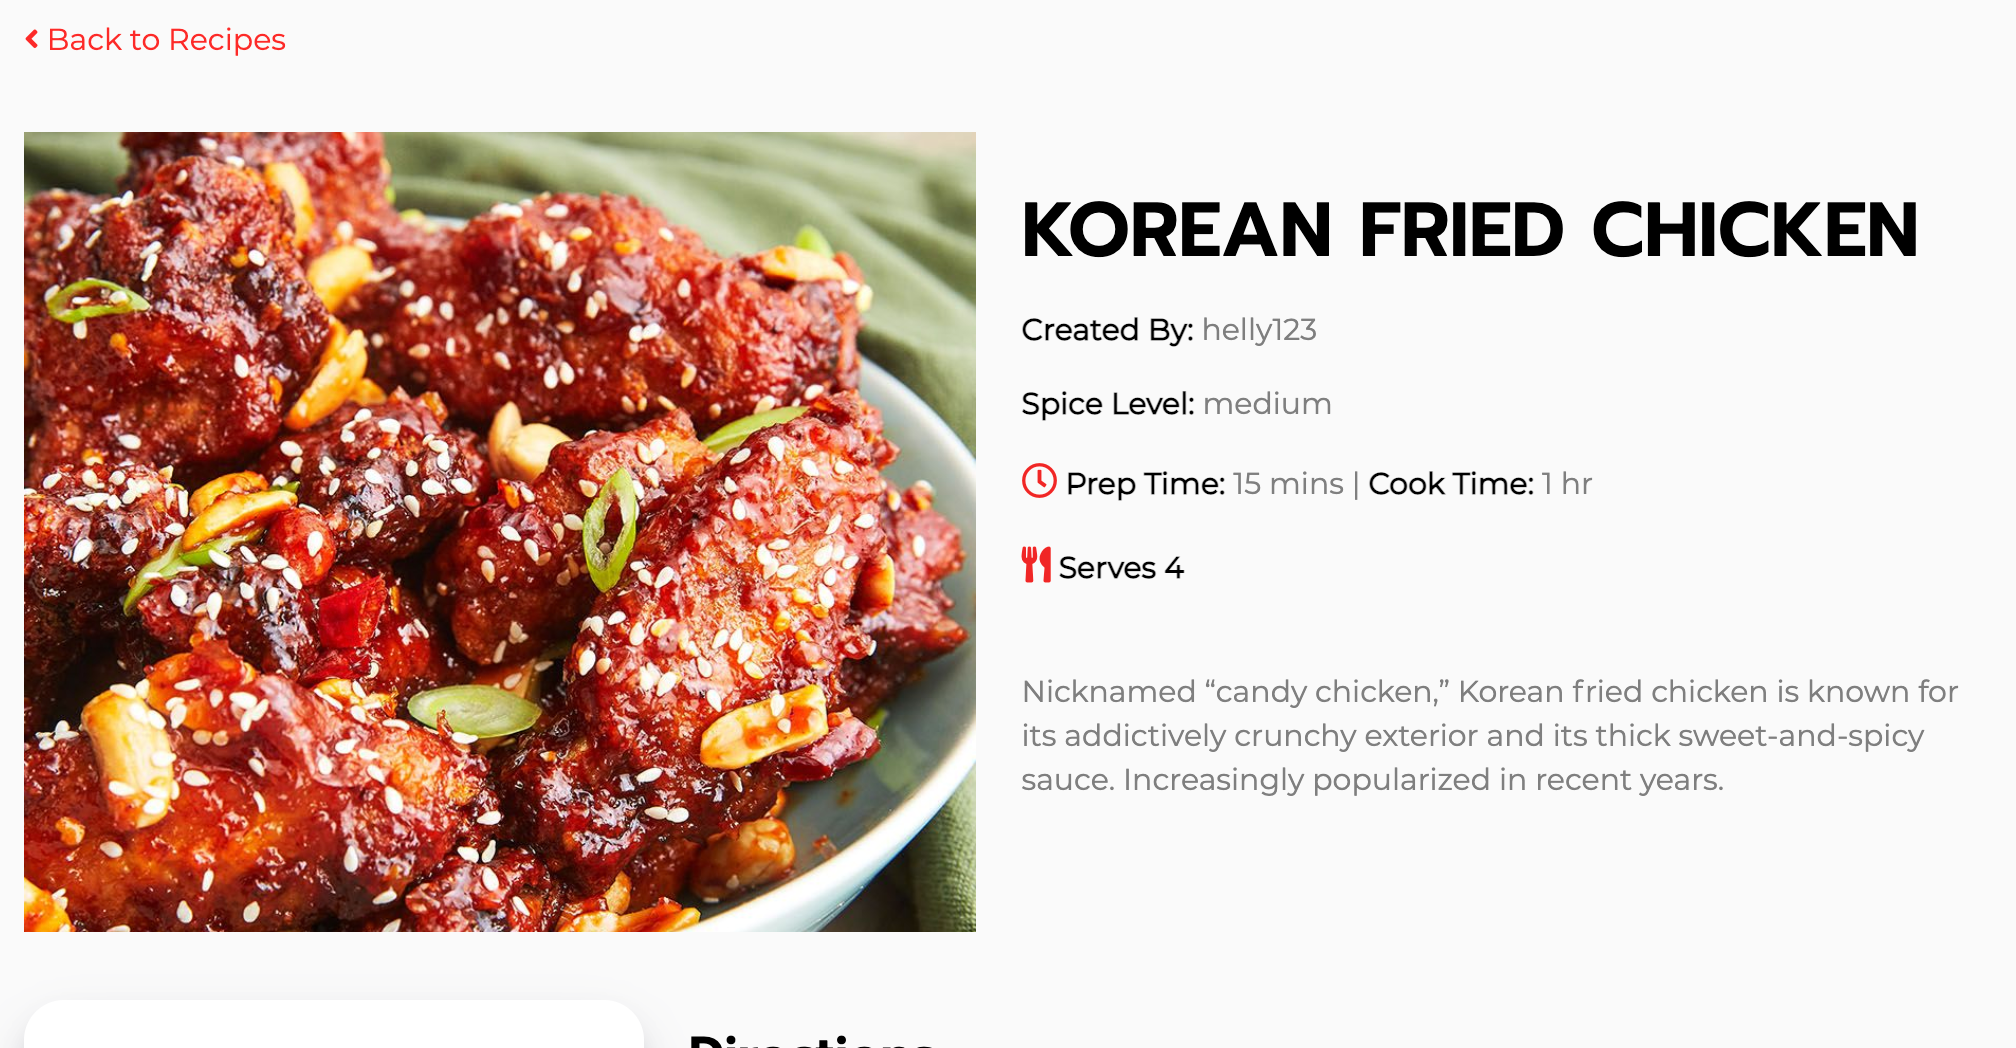 Back to Recipes
KOREAN FRIED CHICKEN
Created By: helly123
Spice Level: medium
Prep Time: 15 mins | Cook Time: 1 hr
Serves 4
Nicknamed “candy chicken,” Korean fried chicken is known for
its addictively crunchy exterior and its thick sweet-and-spicy
sauce. Increasingly popularized in recent years.
Directions